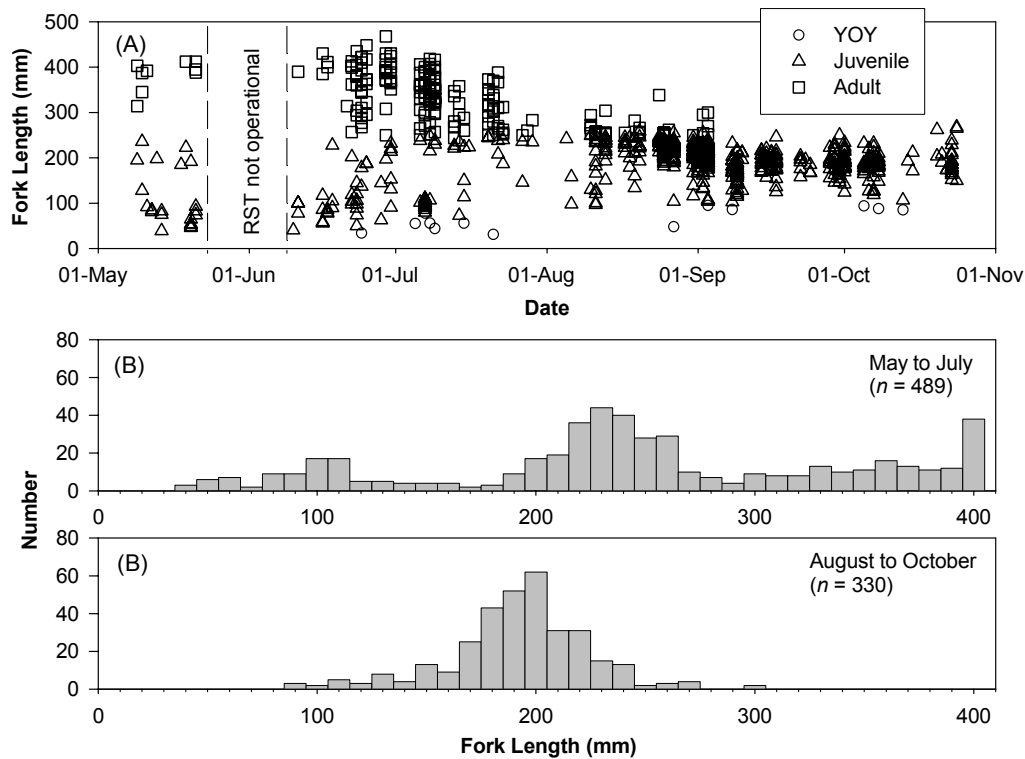 (A)
YOY
Juvenile
Adult
RST not operational
Fork Length (mm)
500
400
300
200
100
0
01-May 01-Jun 01-Jul 01-Aug 01-Sep 01-Oct 01-Nov
Date
(B)
May to July
(n = 489)
80
60
40
20
0
0 100 200 300 400
Number
(B)
August to October
(n = 330)
80
60
40
20
0
0 100 200 300 400
Fork Length (mm)